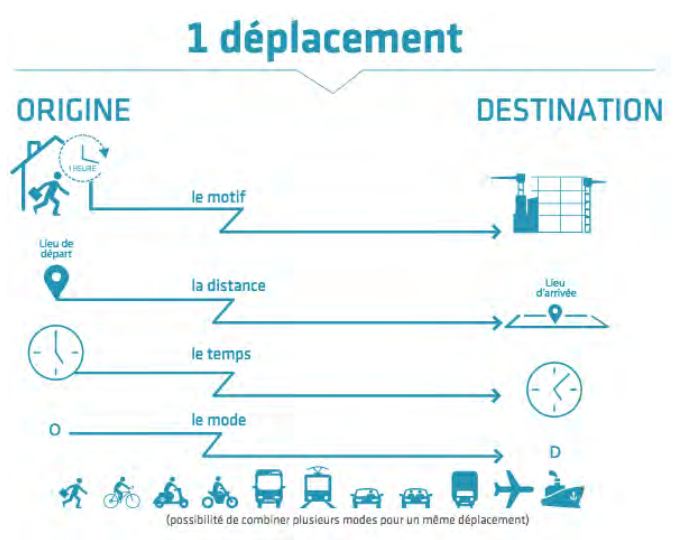 1 déplacement
ORIGINE
DESTINATION
1 HEURE
le motif
Lieu de
départ
la distance
Lieu
d'arrivée
le temps
le mode
O
D
(possibilité de combiner plusieurs modes pour un même déplacement)